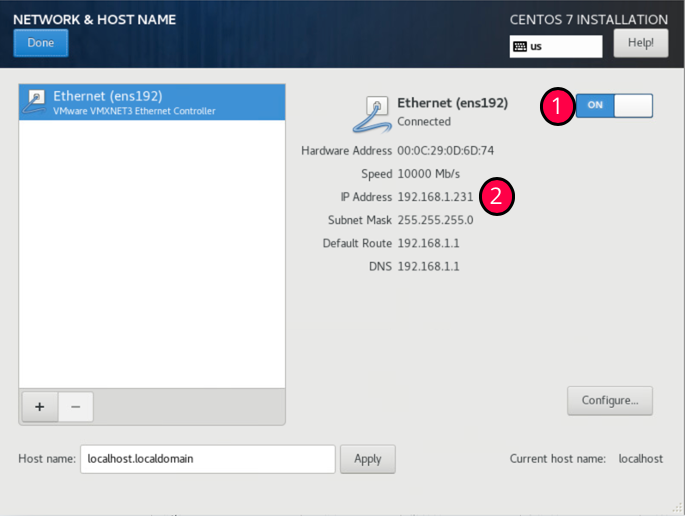 NETWORK & HOST NAME
CENTOS 7 INSTALLATION
Done
us
Help!
Ethernet (ens192)
VMware VMXNET3 Ethernet Controller
Ethernet (ens192)
Connected
1
ON
Hardware Address 00:0C:29:0D:6D:74
Speed 10000 Mb/s
IP Address 192.168.1.231
2
Subnet Mask 255.255.255.0
Default Route 192.168.1.1
DNS 192.168.1.1
+ −
Configure...
Host name: localhost.localdomain Apply Current host name: localhost